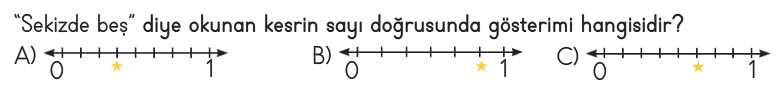 "Sekizde beş" diye okunan kesrin sayı doğrusunda gösterimi hangisidir?
A) 0 1 B) 0 1 C) 0 1